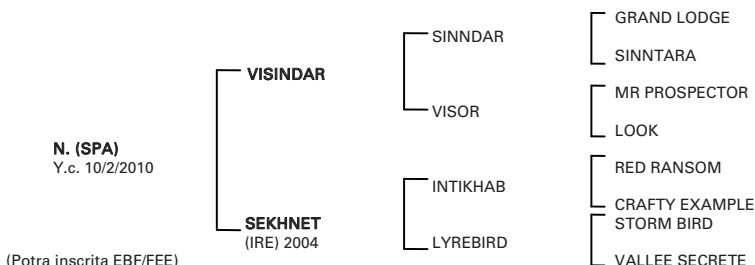 GRAND LODGE
SINNDAR
SINNTARA
VISINDAR
MR PROSPECTOR
VISOR
LOOK
N. (SPA)
Y.c. 10/2/2010
RED RANSOM
INTIKHAB
CRAFTY EXAMPLE
SEKHNET
(IRE) 2004
STORM BIRD
LYREBIRD
VALLEE SECRETE
(Potra inscrita EBF/FEE)